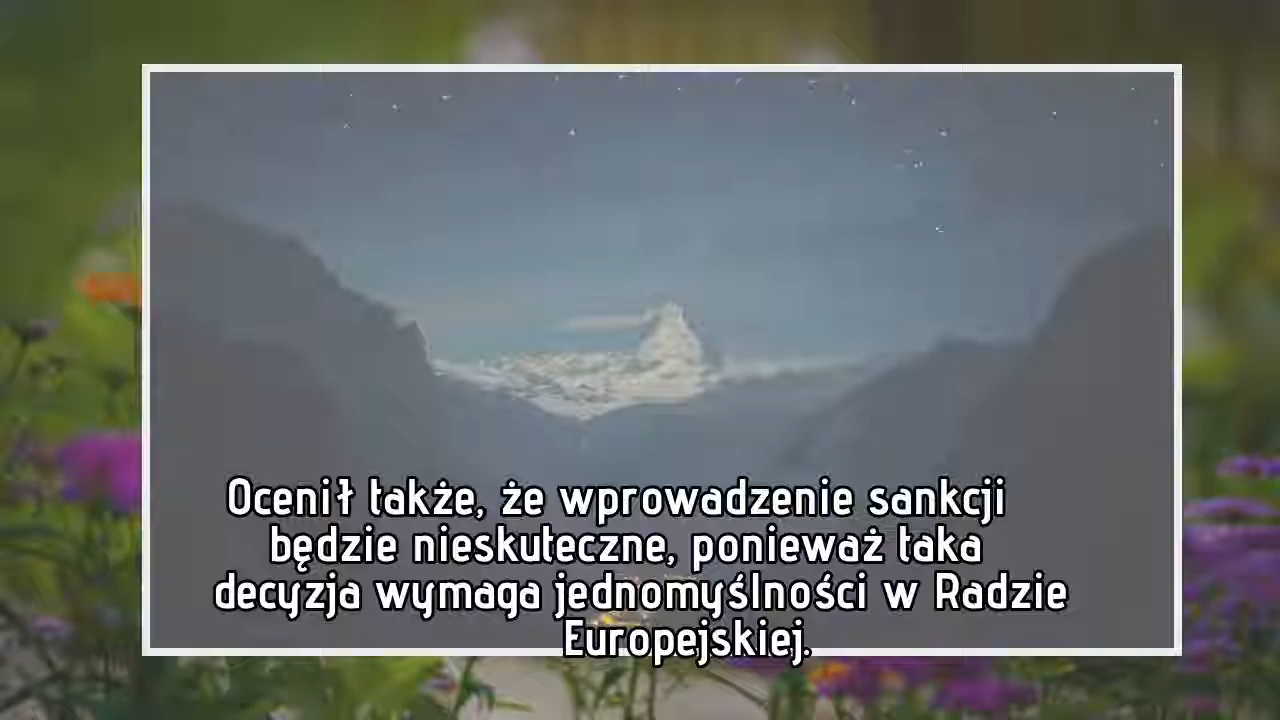 Ocenił także, że wprowadzenie sankcji
będzie nieskuteczne, ponieważ taka
decyzja wymaga jednomyślności w Radzie
Europejskiej.